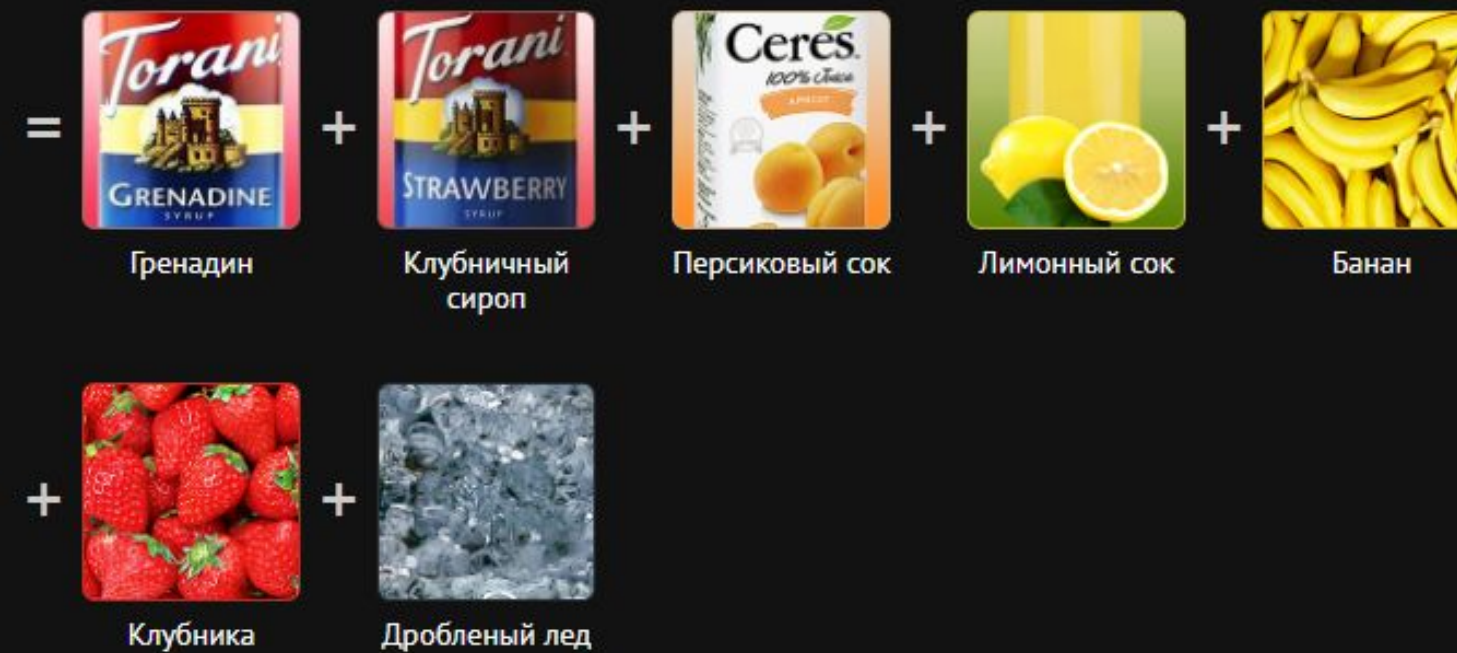 =
Torani
GRENADINE
SYRUP
Гренадин
+
Torani
STRAWBERRY
SYRUP
Клубничный
сироп
+
Ceres
100% Juice
APRICOT
Персиковый сок
+
Лимонный сок
+
Банан
+
Клубника
+
Дробленый лед